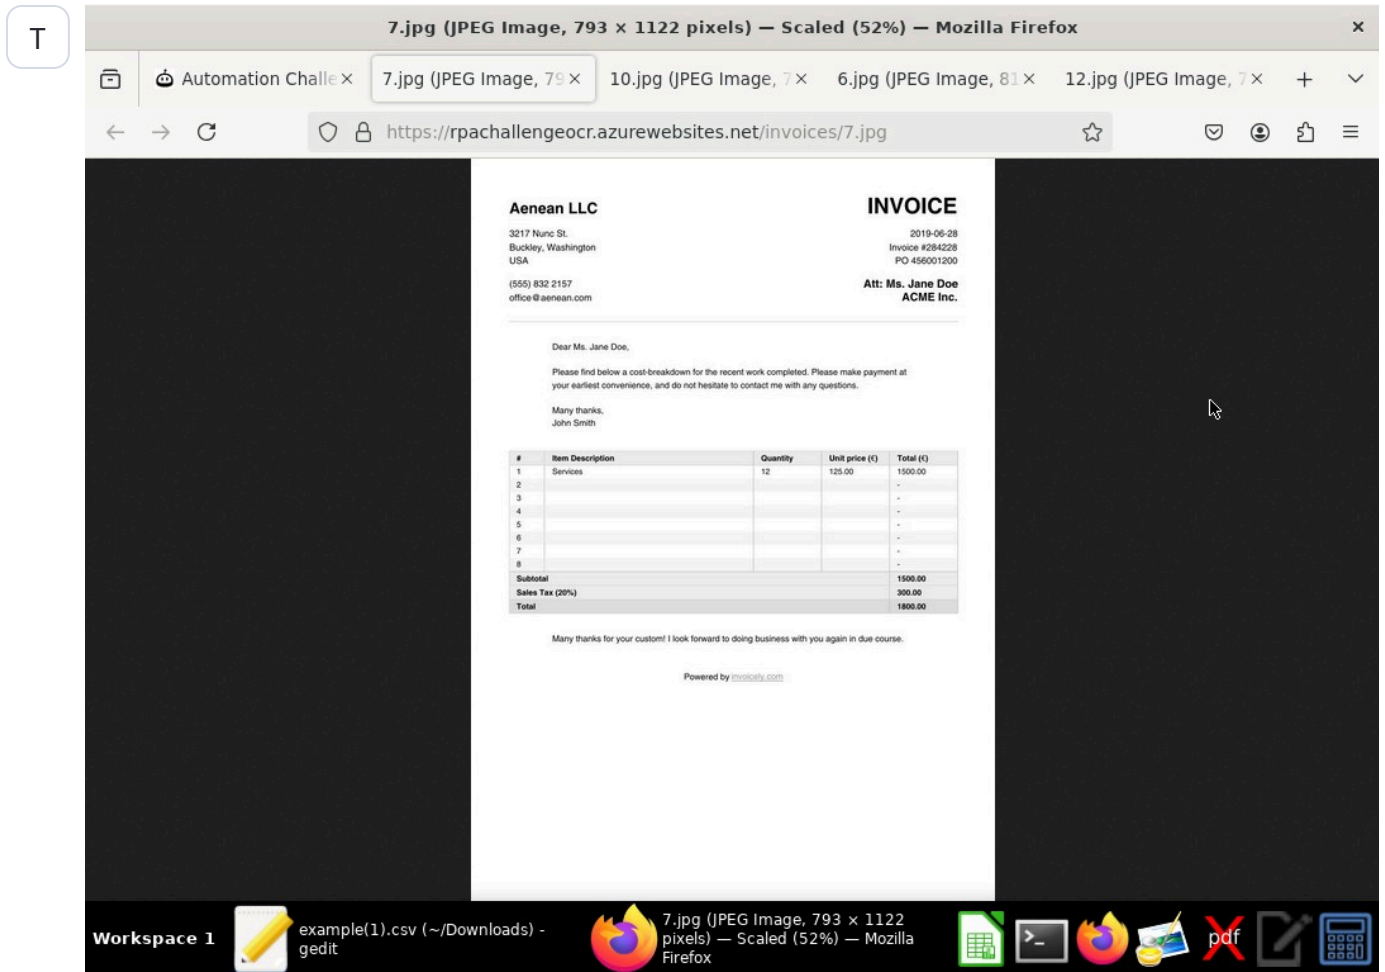 T
7.jpg (JPEG Image, 793 × 1122 pixels) — Scaled (52%) — Mozilla Firefox
Automation Challe
7.jpg (JPEG Image, 79
10.jpg (JPEG Image, 7
6.jpg (JPEG Image, 81
12.jpg (JPEG Image, 7
https://rpachallengeocr.azurewebsites.net/invoices/7.jpg
Aenean LLC
INVOICE
3217 Nunc St.
2019-06-28
Buckley, Washington
Invoice #284228
USA
PO 456001200
(555) 832 2157
Att: Ms. Jane Doe
office@aenean.com
ACME Inc.
Dear Ms. Jane Doe,
Please find below a cost-breakdown for the recent work completed. Please make payment at
your earliest convenience, and do not hesitate to contact me with any questions.
Many thanks,
John Smith
# Item Description Quantity Unit price (€) Total (€)
1 Services 12 125.00 1500.00
2 -
3 -
4 -
5 -
6 -
7 -
8 -
Subtotal 1500.00
Sales Tax (20%) 300.00
Total 1800.00
Many thanks for your custom! I look forward to doing business with you again in due course.
Powered by invoicely.com
Workspace 1
example(1).csv (~/Downloads) -
gedit
7.jpg (JPEG Image, 793 × 1122
pixels) — Scaled (52%) — Mozilla
Firefox
pdf